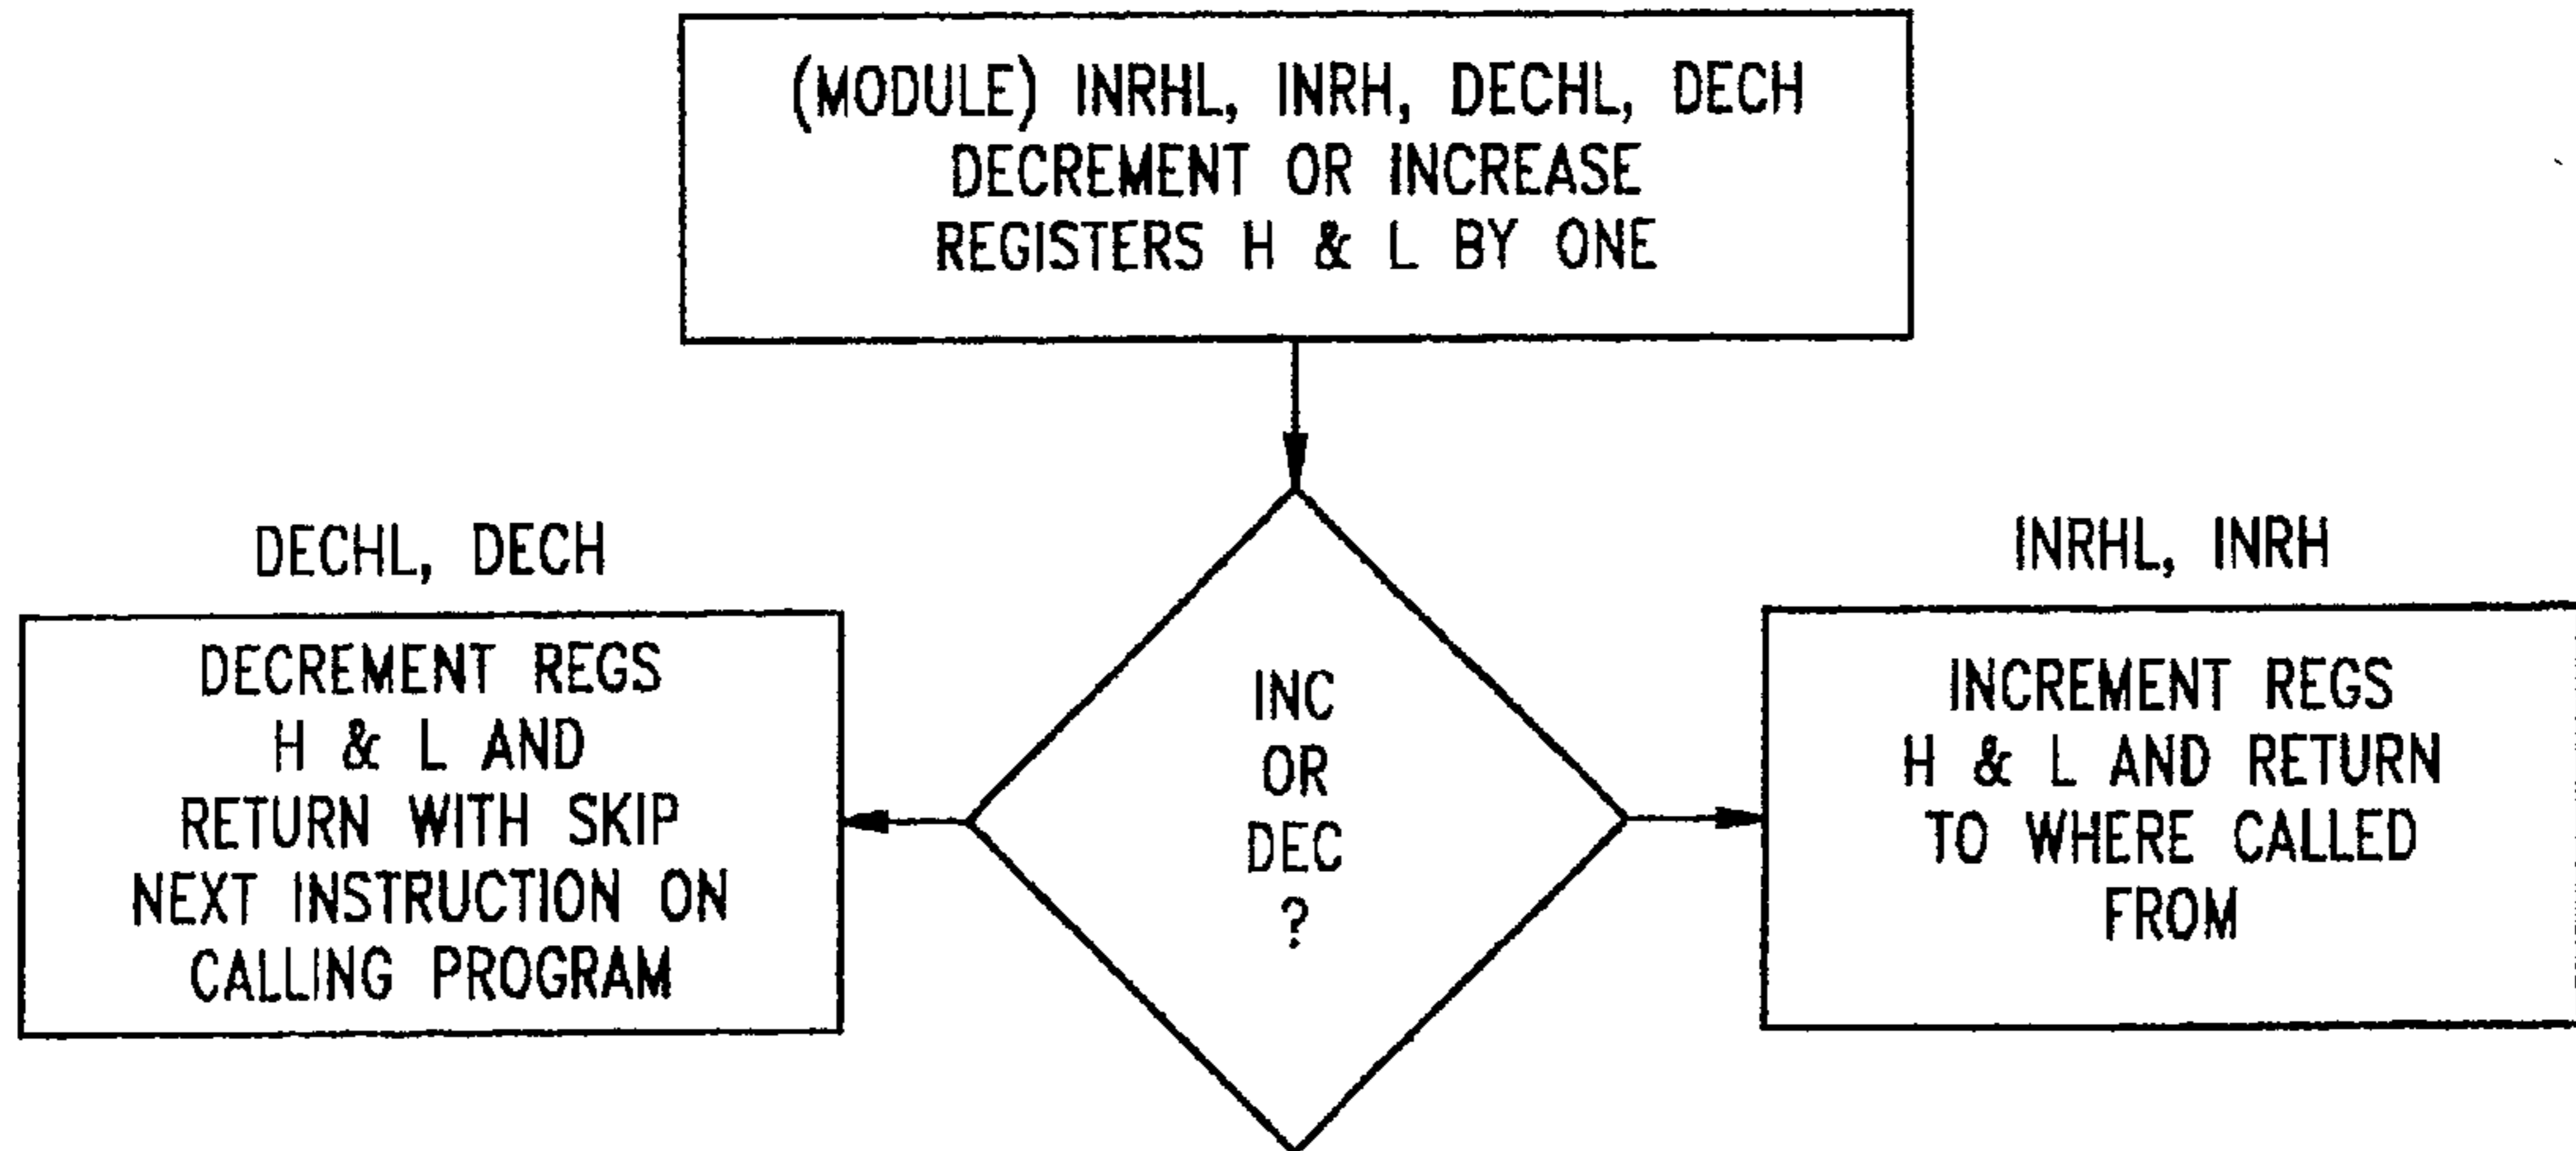 (MODULE) INRHL, INRH, DECHL, DECH
DECREMENT OR INCREASE
REGISTERS H & L BY ONE
DECHL, DECH
DECREMENT REGS
H & L AND
RETURN WITH SKIP
NEXT INSTRUCTION ON
CALLING PROGRAM
INC
OR
DEC
?
INRHL, INRH
INCREMENT REGS
H & L AND RETURN
TO WHERE CALLED
FROM